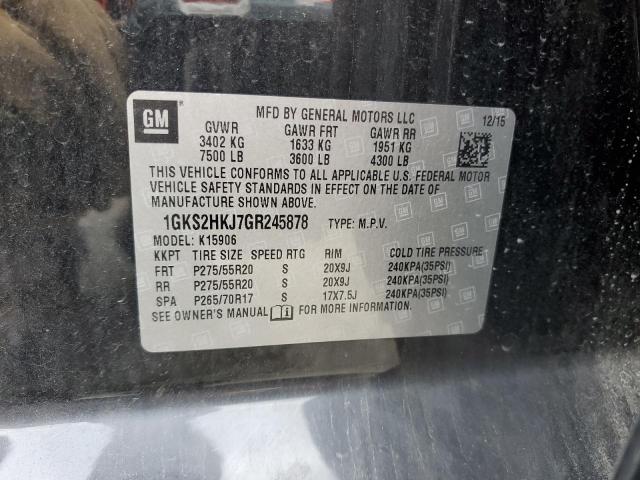 GM
MFD BY GENERAL MOTORS LLC 12/15
GVWR GAWR FRT GAWR RR
3402 KG 1633 KG 1951 KG
7500 LB 3600 LB 4300 LB
THIS VEHICLE CONFORMS TO ALL APPLICABLE U.S. FEDERAL MOTOR
VEHICLE SAFETY STANDARDS IN EFFECT ON THE DATE OF
MANUFACTURE SHOWN ABOVE.
1GKS2HKJ7GR245878 TYPE: M.P.V.
MODEL: K15906
KKPT TIRE SIZE SPEED RTG RIM COLD TIRE PRESSURE
FRT P275/55R20 S 20X9J 240KPA(35PSI)
RR P275/55R20 S 20X9J 240KPA(35PSI)
SPA P265/70R17 S 17X7.5J 240KPA(35PSI)
SEE OWNER'S MANUAL FOR MORE INFORMATION.